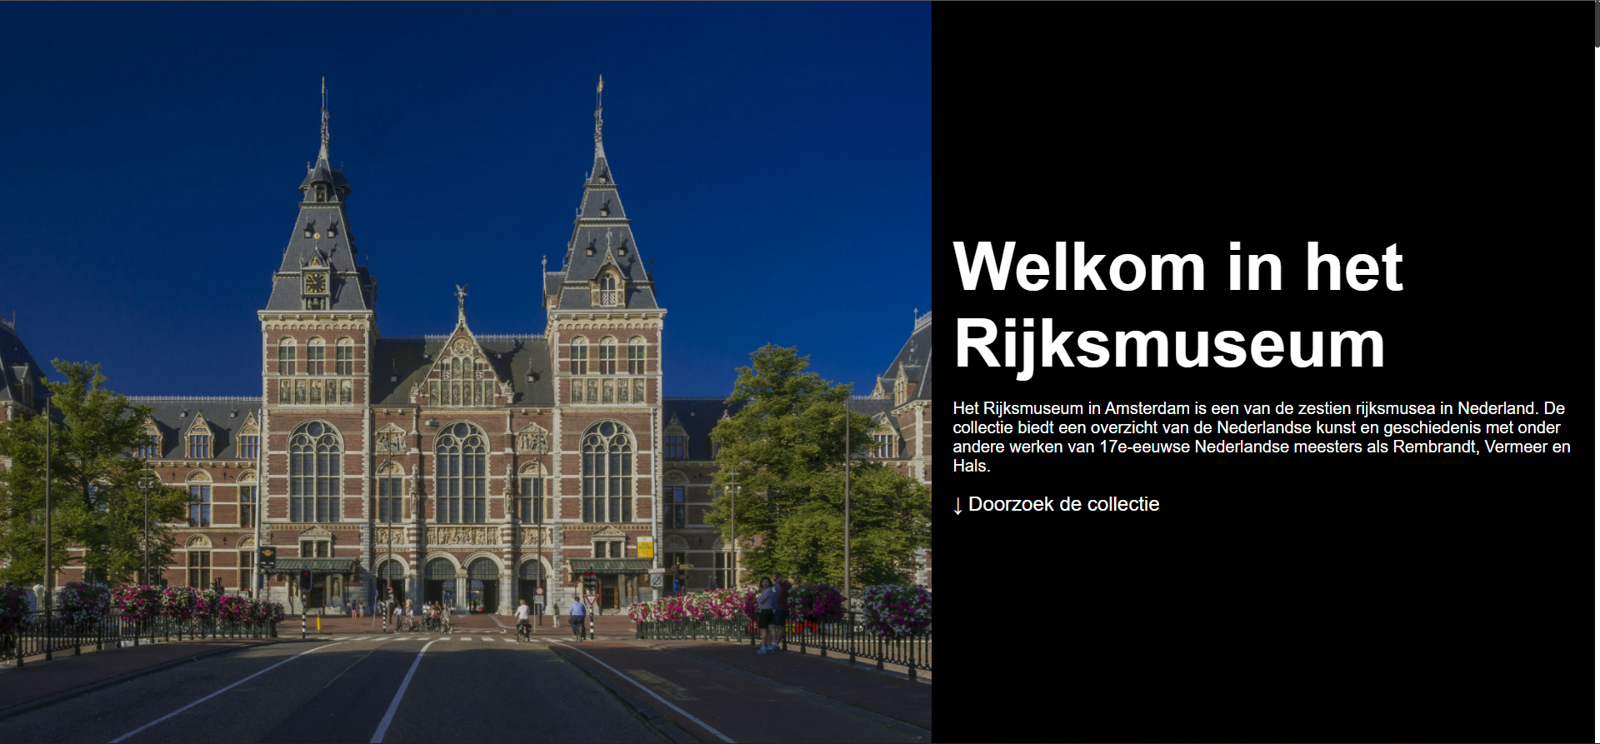 Welkom in het
Rijksmuseum
Het Rijksmuseum in Amsterdam is een van de zestien rijksmusea in Nederland. De
collectie biedt een overzicht van de Nederlandse kunst en geschiedenis met onder
andere werken van 17e-eeuwse Nederlandse meesters als Rembrandt, Vermeer en
Hals.
↓ Doorzoek de collectie